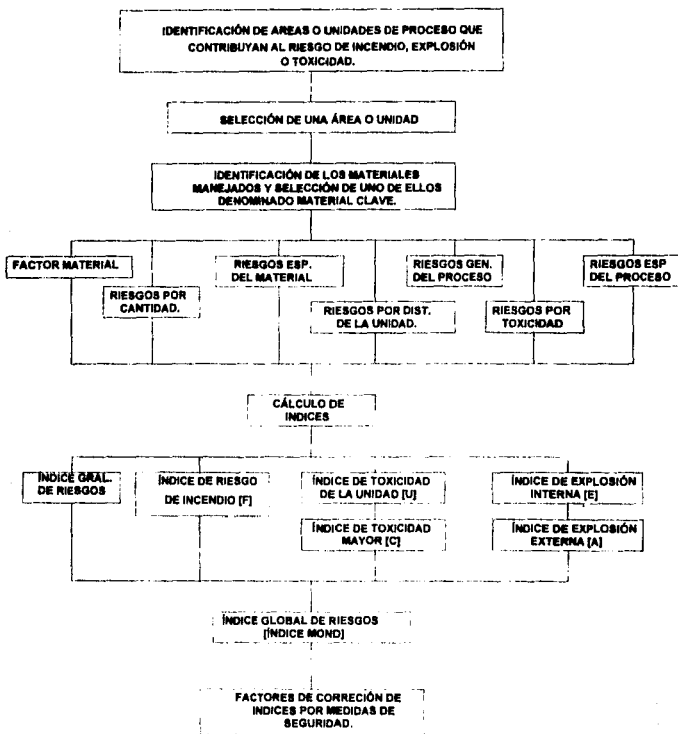 IDENTIFICACIÓN DE AREAS O UNIDADES DE PROCESO QUE
CONTRIBUYAN AL RIESGO DE INCENDIO, EXPLOSIÓN
O TOXICIDAD.
SELECCIÓN DE UNA ÁREA O UNIDAD
IDENTIFICACIÓN DE LOS MATERIALES
MANEJADOS Y SELECCIÓN DE UNO DE ELLOS
DENOMINADO MATERIAL CLAVE.
FACTOR MATERIAL
RIESGOS POR
CANTIDAD.
RIESGOS ESP.
DEL MATERIAL
RIESGOS POR DIST.
DE LA UNIDAD.
RIESGOS GEN.
DEL PROCESO
RIESGOS POR
TOXICIDAD
RIESGOS ESP
DEL PROCESO
CÁLCULO DE
INDICES
ÍNDICE GRAL.
DE RIESGOS
ÍNDICE DE RIESGO
DE INCENDIO [F]
ÍNDICE DE TOXICIDAD
DE LA UNIDAD [U]
ÍNDICE DE TOXICIDAD
MAYOR [C]
ÍNDICE DE EXPLOSIÓN
INTERNA [E]
ÍNDICE DE EXPLOSIÓN
EXTERNA [A]
ÍNDICE GLOBAL DE RIESGOS
[ÍNDICE MOND]
FACTORES DE CORRECIÓN DE
INDICES POR MEDIDAS DE
SEGURIDAD.